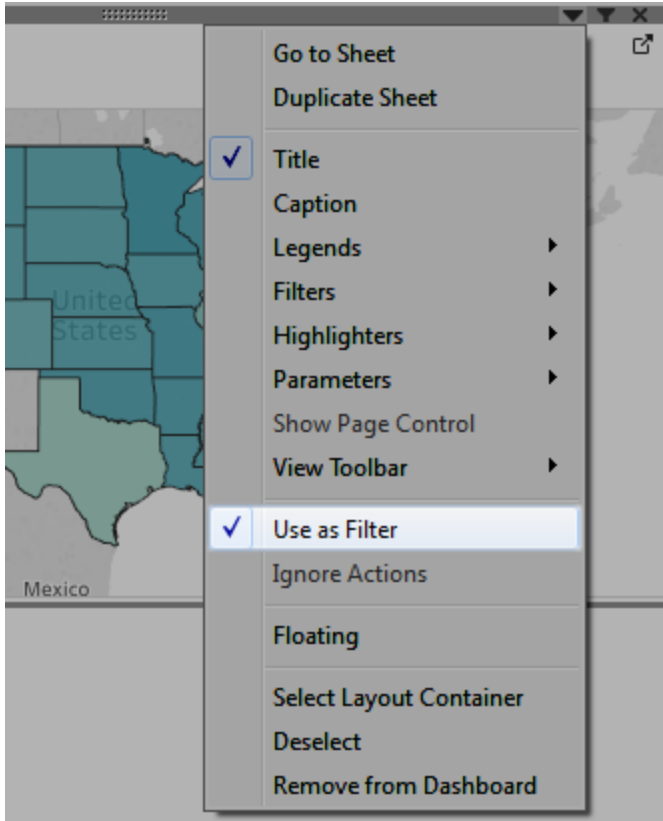 Go to Sheet
Duplicate Sheet
Title
Caption
Legends
Filters
Highlighters
Parameters
Show Page Control
View Toolbar
Use as Filter
Ignore Actions
Floating
Select Layout Container
Deselect
Remove from Dashboard
United
States
Mexico